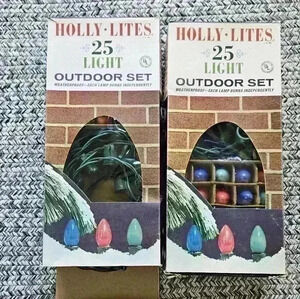 HOLLY·LITES
25
LIGHT
OUTDOOR SET
WEATHERPROOF—EACH LAMP BURNS INDEPENDENTLY
HOLLY·LITES
25
LIGHT
OUTDOOR SET
WEATHERPROOF—EACH LAMP BURNS INDEPENDENTLY